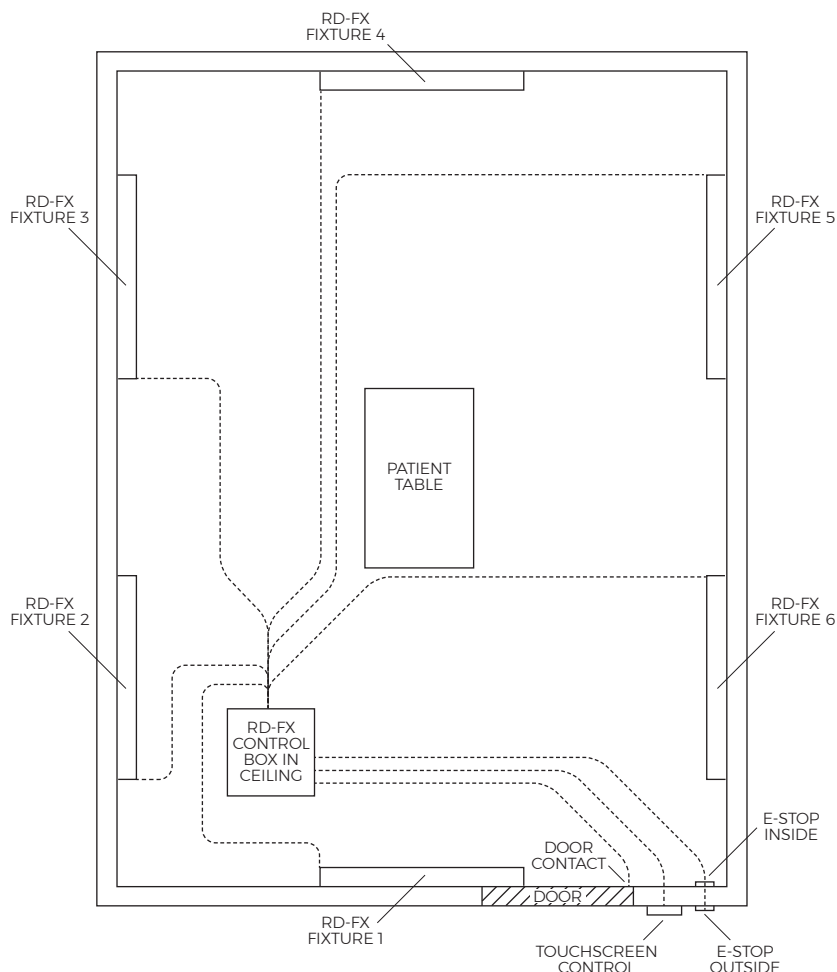 RD-FX
FIXTURE 4
RD-FX
FIXTURE 3
RD-FX
FIXTURE 5
PATIENT
TABLE
RD-FX
FIXTURE 2
RD-FX
FIXTURE 6
RD-FX
CONTROL
BOX IN
CEILING
E-STOP
INSIDE
DOOR
CONTACT
DOOR
RD-FX
FIXTURE 1
TOUCHSCREEN
CONTROL
E-STOP
OUTSIDE